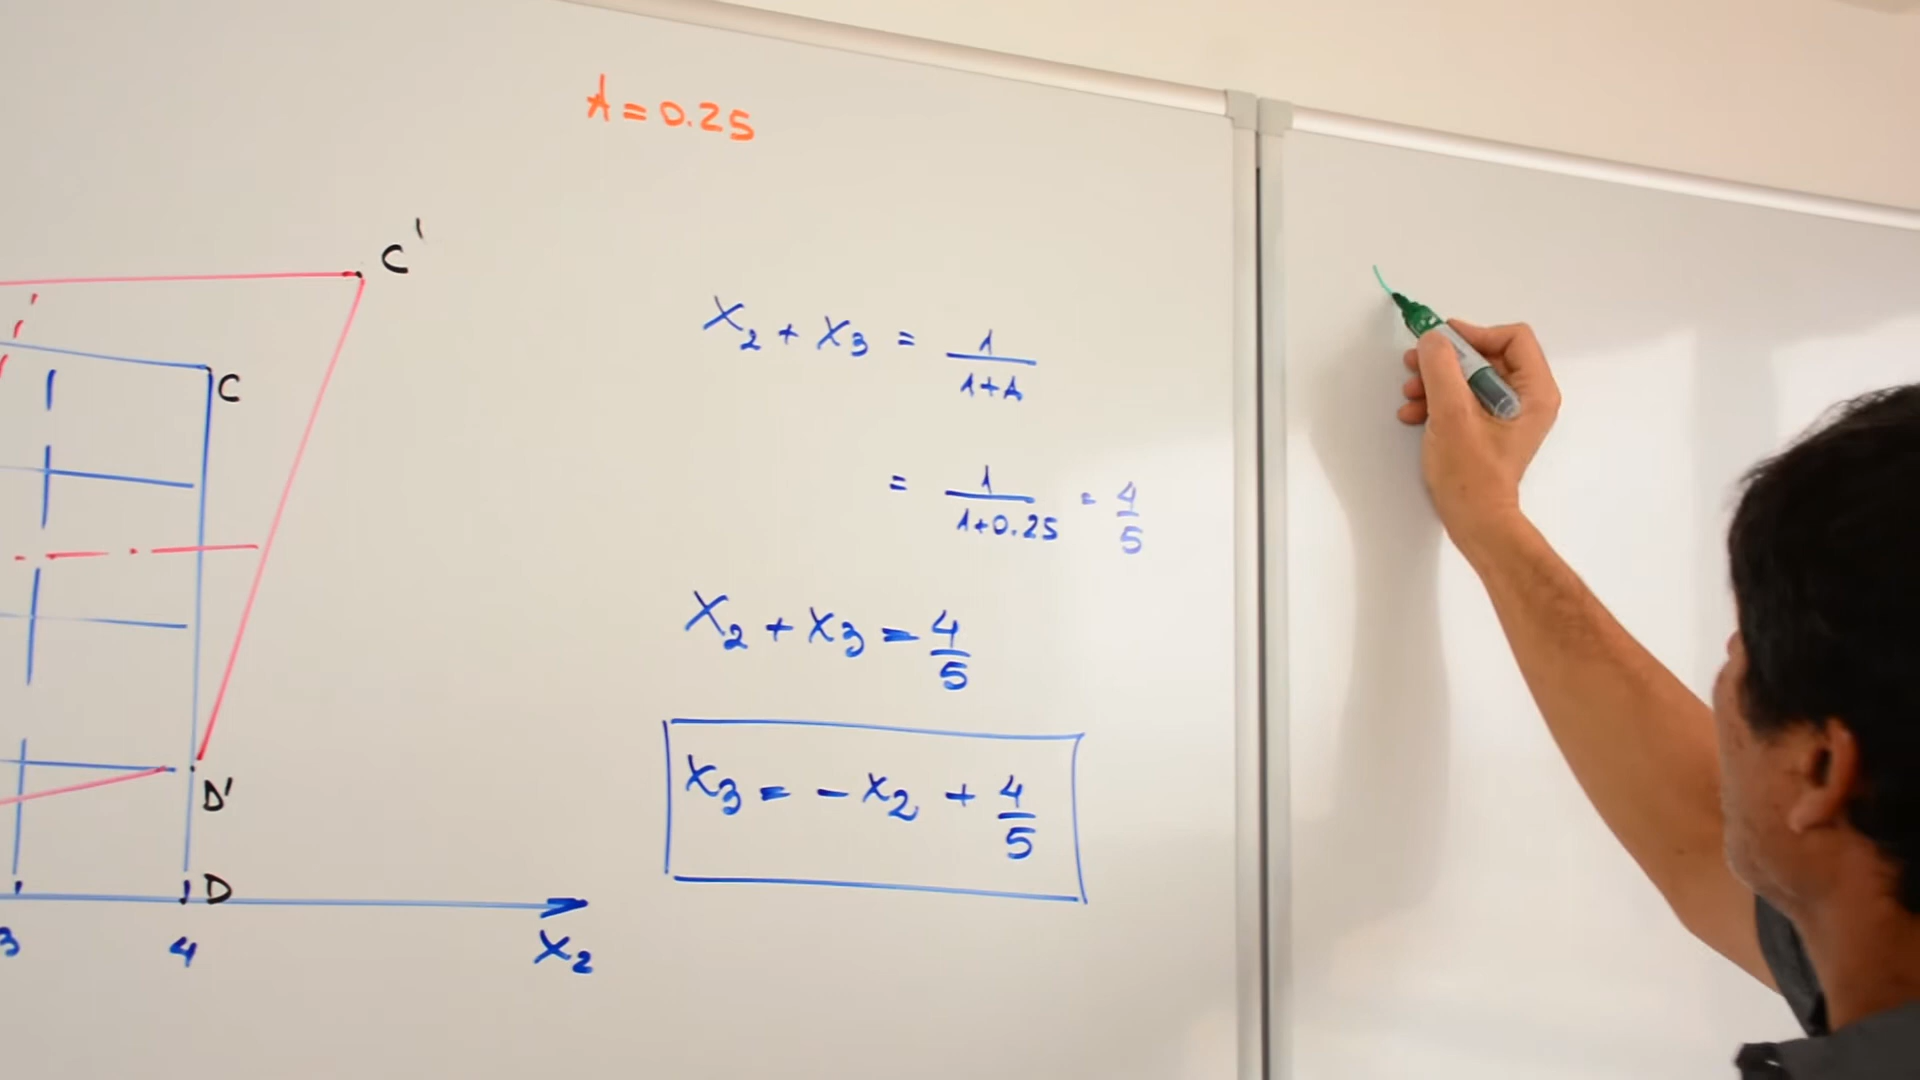 A = 0.25
C'
C
X₂ + X₃ = 1/(1+A)
= 1/(1+0.25) = 4/5
X₂ + X₃ = 4/5
X₃ = -X₂ + 4/5
D'
D
3 4 X₂